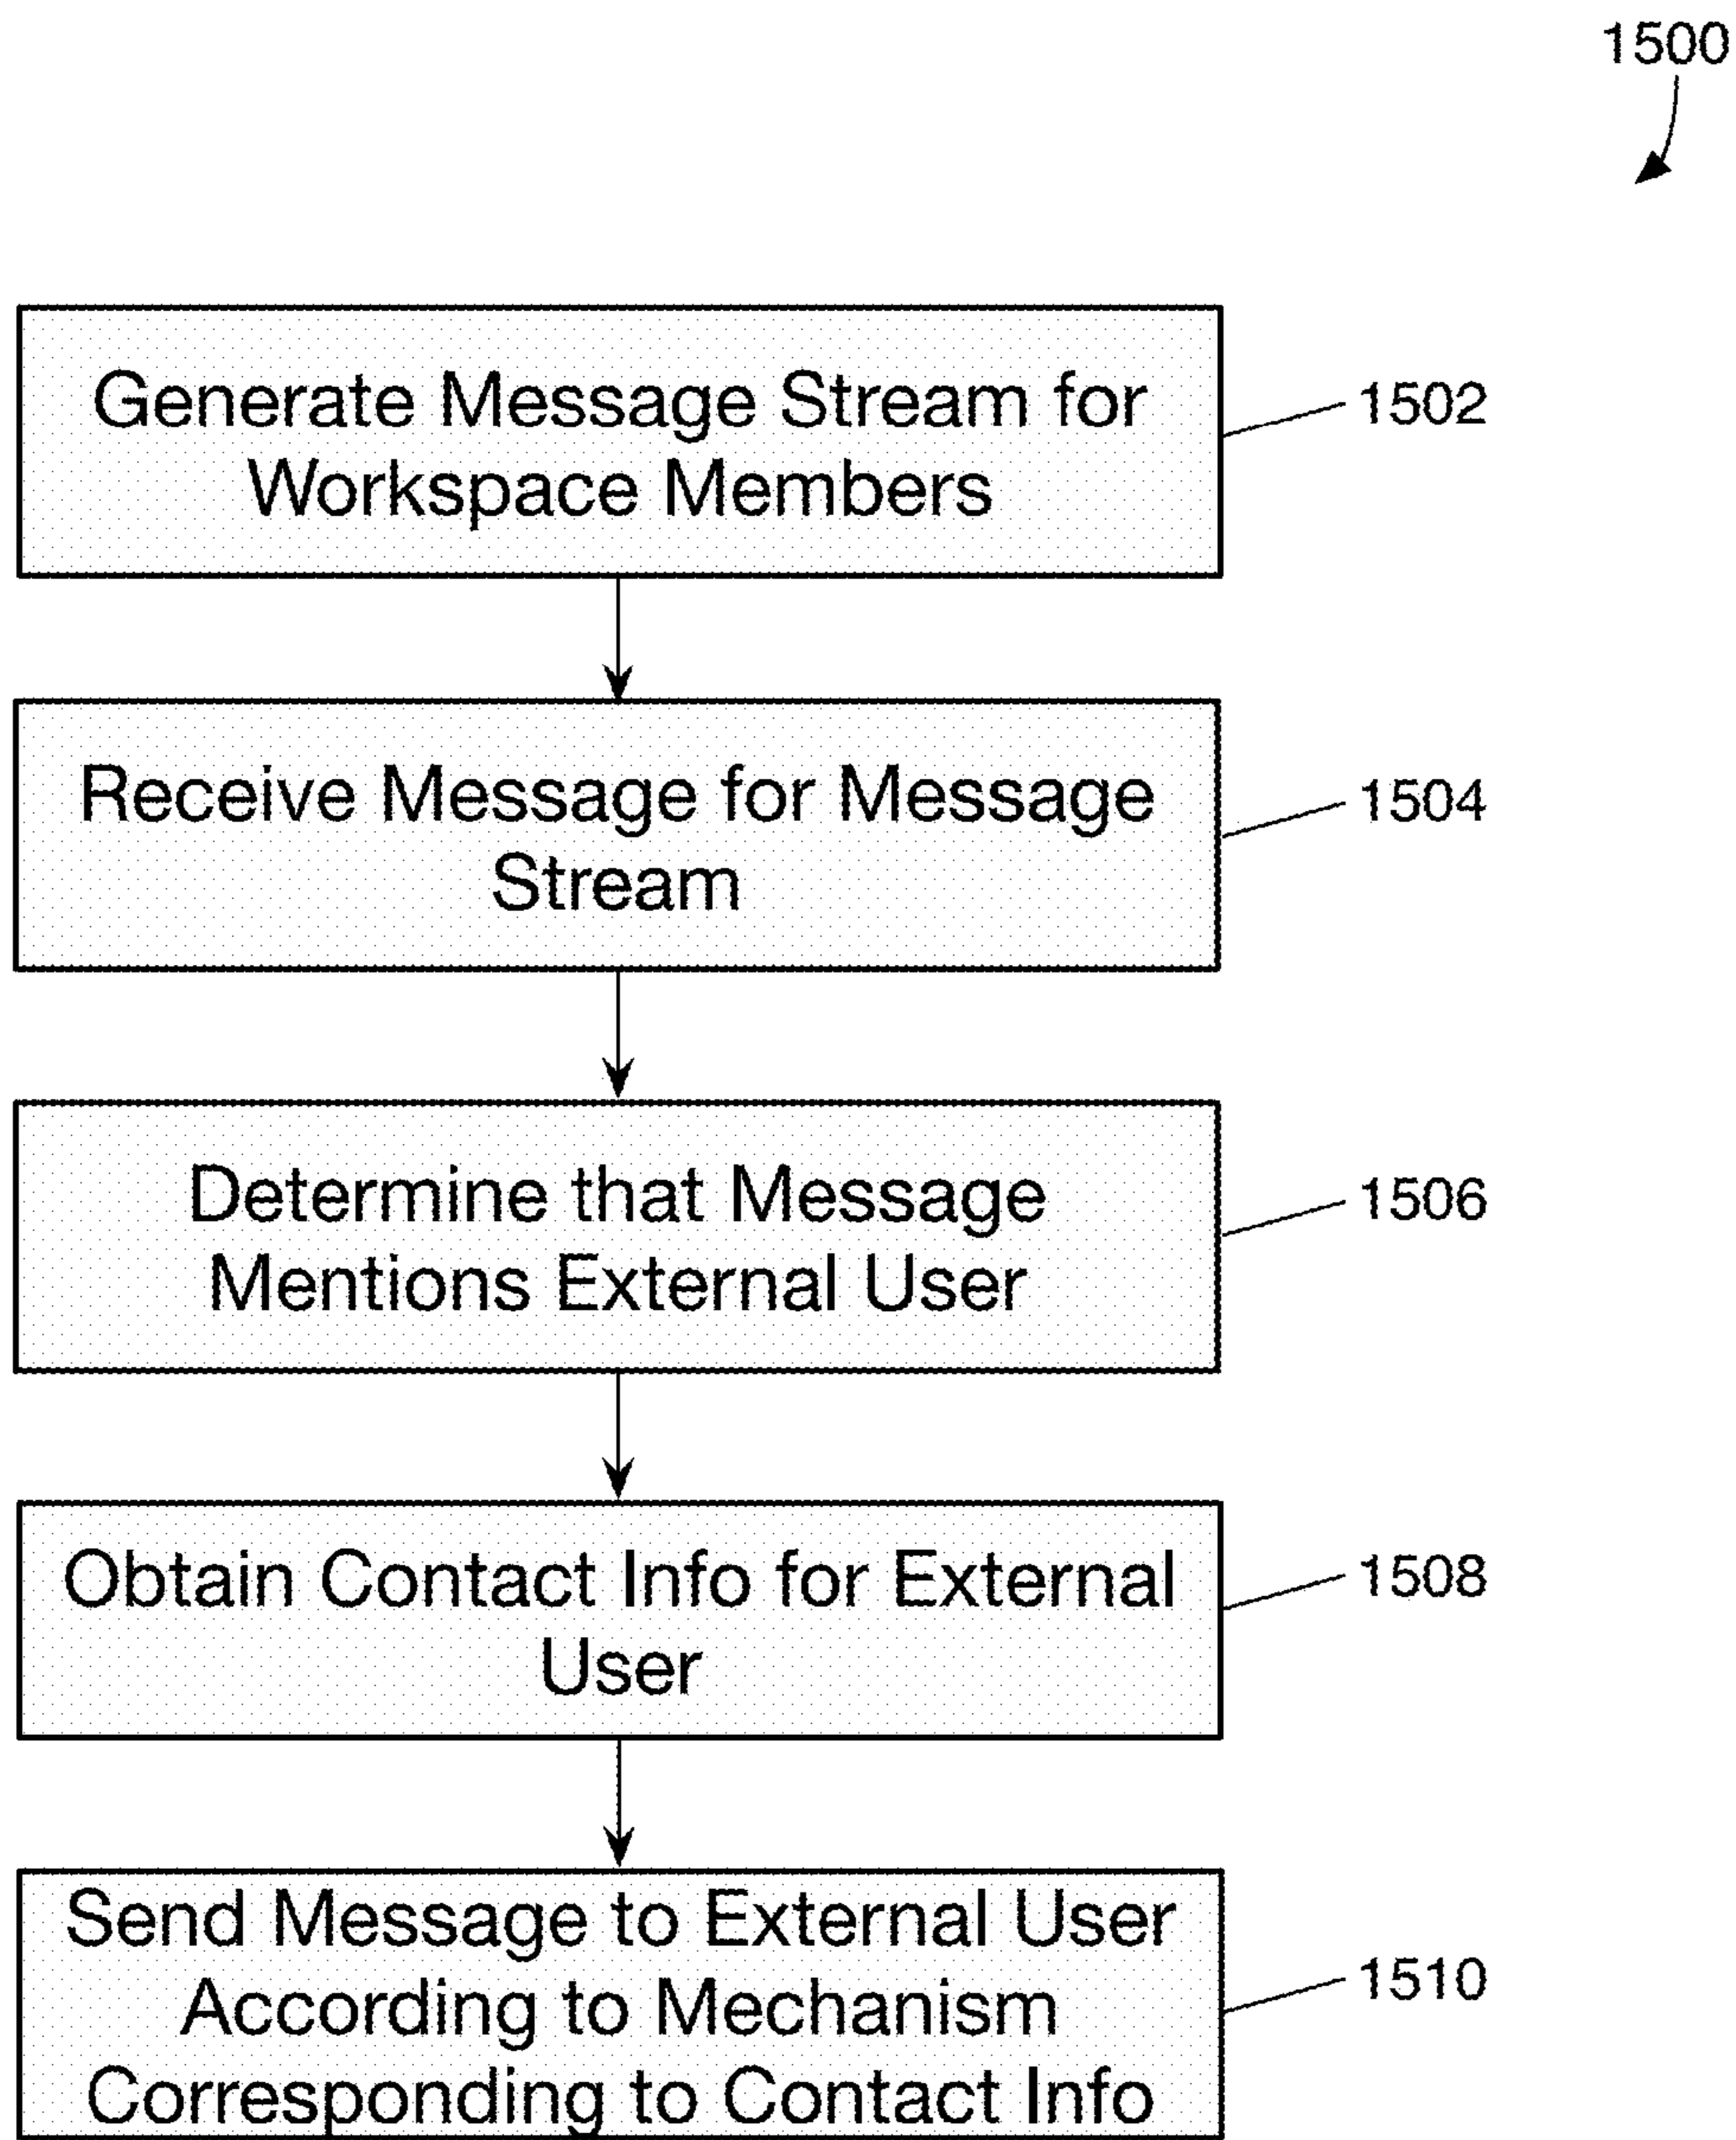 1500
Generate Message Stream for
Workspace Members
1502
Receive Message for Message
Stream
1504
Determine that Message
Mentions External User
1506
Obtain Contact Info for External
User
1508
Send Message to External User
According to Mechanism
Corresponding to Contact Info
1510